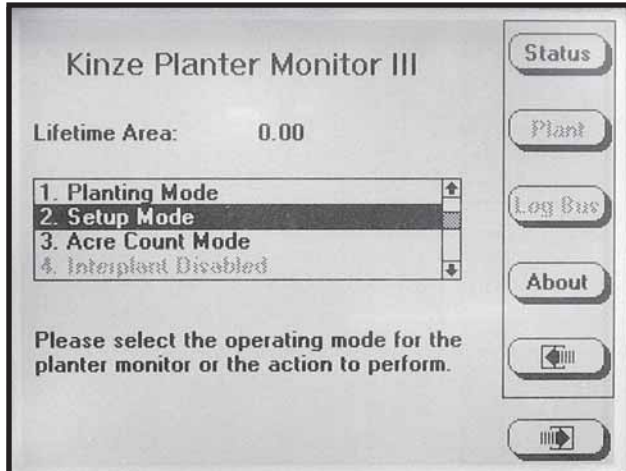 Kinze Planter Monitor III
Lifetime Area: 0.00
1. Planting Mode
2. Setup Mode
3. Acre Count Mode
4. Interplant Disabled
Please select the operating mode for the
planter monitor or the action to perform.
Status
Plant
Log Bus
About